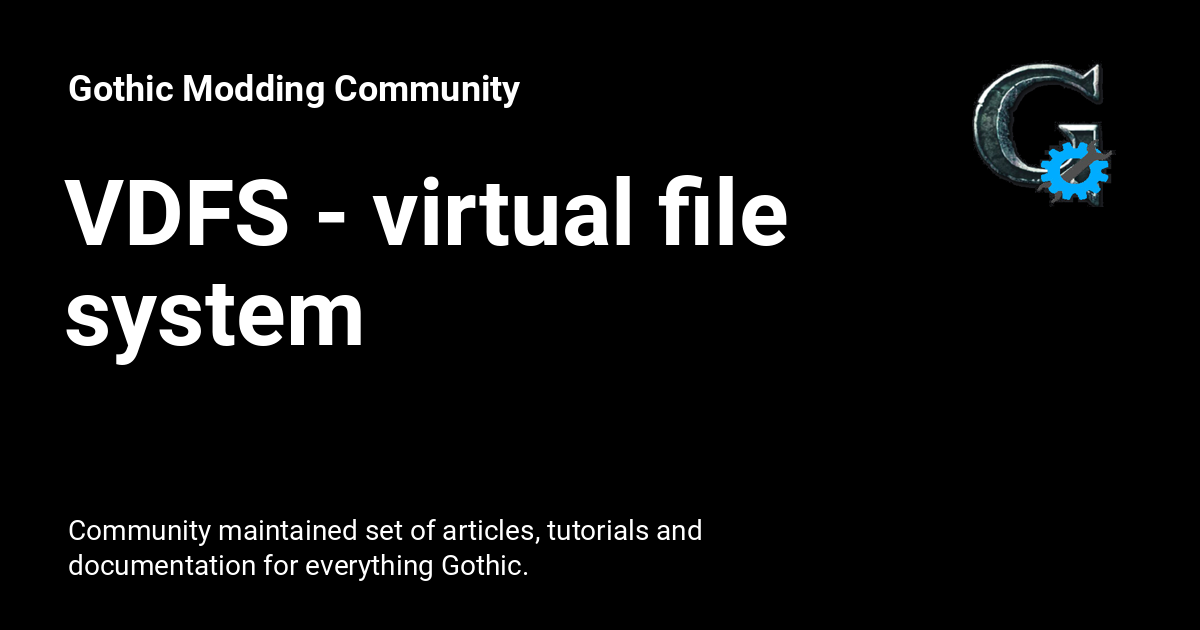 Gothic Modding Community
VDFS - virtual file
system
G
Community maintained set of articles, tutorials and
documentation for everything Gothic.